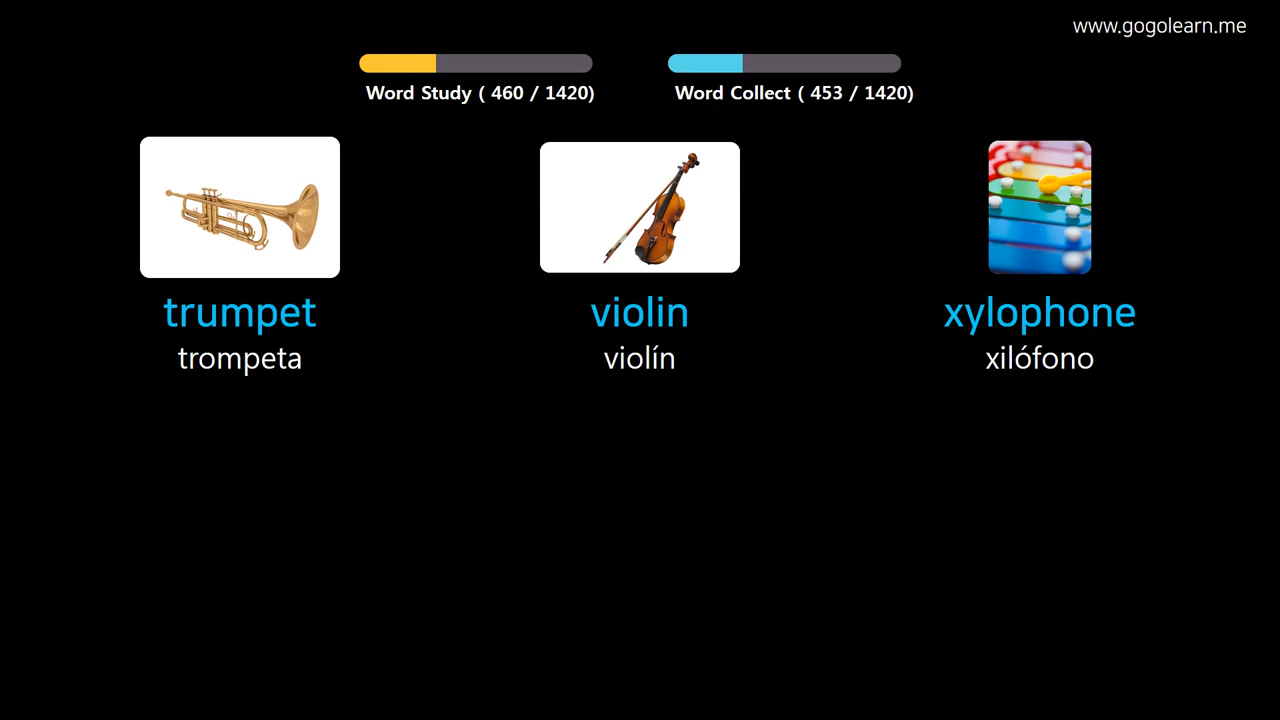 www.gogolearn.me
Word Study ( 460 / 1420)
Word Collect ( 453 / 1420)
trumpet
trompeta
violin
violín
xylophone
xilófono